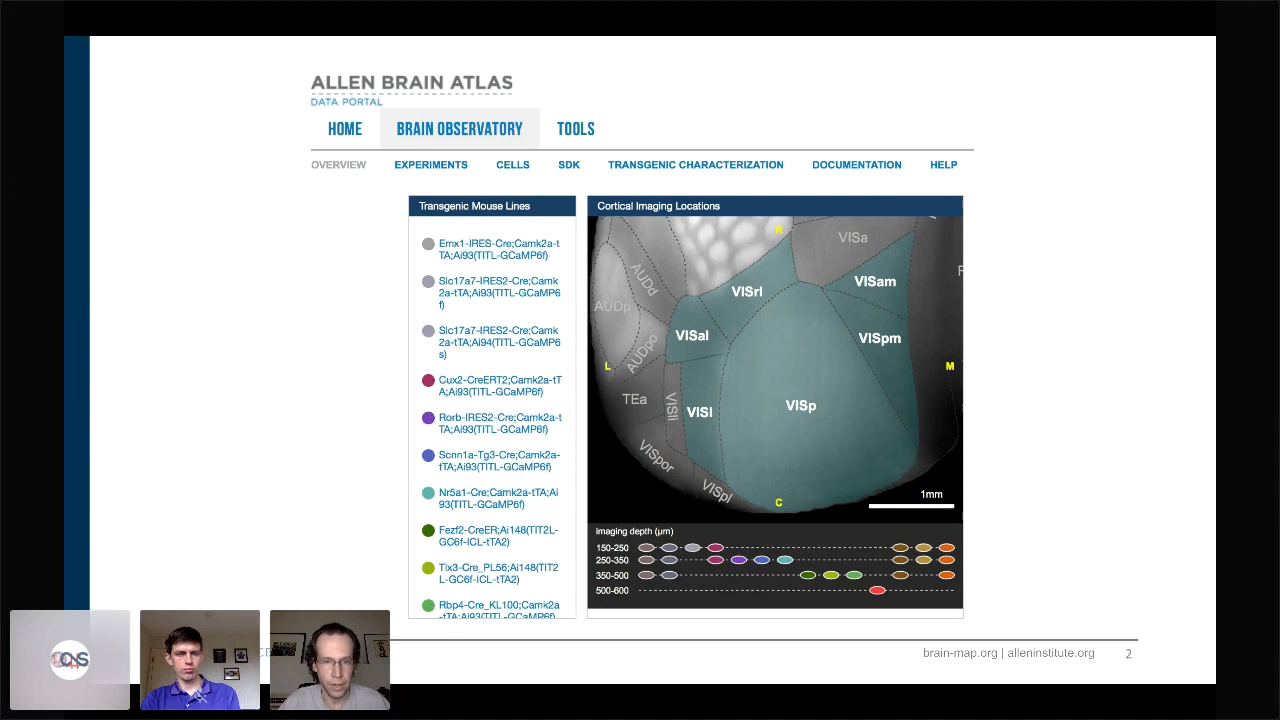 ALLEN BRAIN ATLAS
DATA PORTAL
HOME
BRAIN OBSERVATORY
TOOLS
OVERVIEW
EXPERIMENTS
CELLS
SDK
TRANSGENIC CHARACTERIZATION
DOCUMENTATION
HELP
Transgenic Mouse Lines
Emx1-IRES-Cre;Camk2a-t
TA;Ai93(TITL-GCaMP6f)
Slc17a7-IRES2-Cre;Camk
2a-tTA;Ai93(TITL-GCaMP6
f)
Slc17a7-IRES2-Cre;Camk
2a-tTA;Ai94(TITL-GCaMP6
s)
Cux2-CreERT2;Camk2a-tT
A;Ai93(TITL-GCaMP6f)
Rorb-IRES2-Cre;Camk2a-t
TA;Ai93(TITL-GCaMP6f)
Scnn1a-Tg3-Cre;Camk2a-
tTA;Ai93(TITL-GCaMP6f)
Nr5a1-Cre;Camk2a-tTA;Ai
93(TITL-GCaMP6f)
Fezf2-CreER;Ai148(TIT2L-
GC6f-ICL-tTA2)
Tlx3-Cre_PL56;Ai148(TIT2
L-GC6f-ICL-tTA2)
Rbp4-Cre_KL100;Camk2a
-tTA;Ai93(TITL-GCaMP6f)
Cortical Imaging Locations
R
VISa
AUDd
VISrl
VISam
AUDp
VISal
VISpm
AUDpo
L
M
TEa
VISli
VISl
VISp
VISpor
VISpl
C
1mm
imaging depth (µm)
150-250
250-350
350-500
500-600
brain-map.org | alleninstitute.org
2